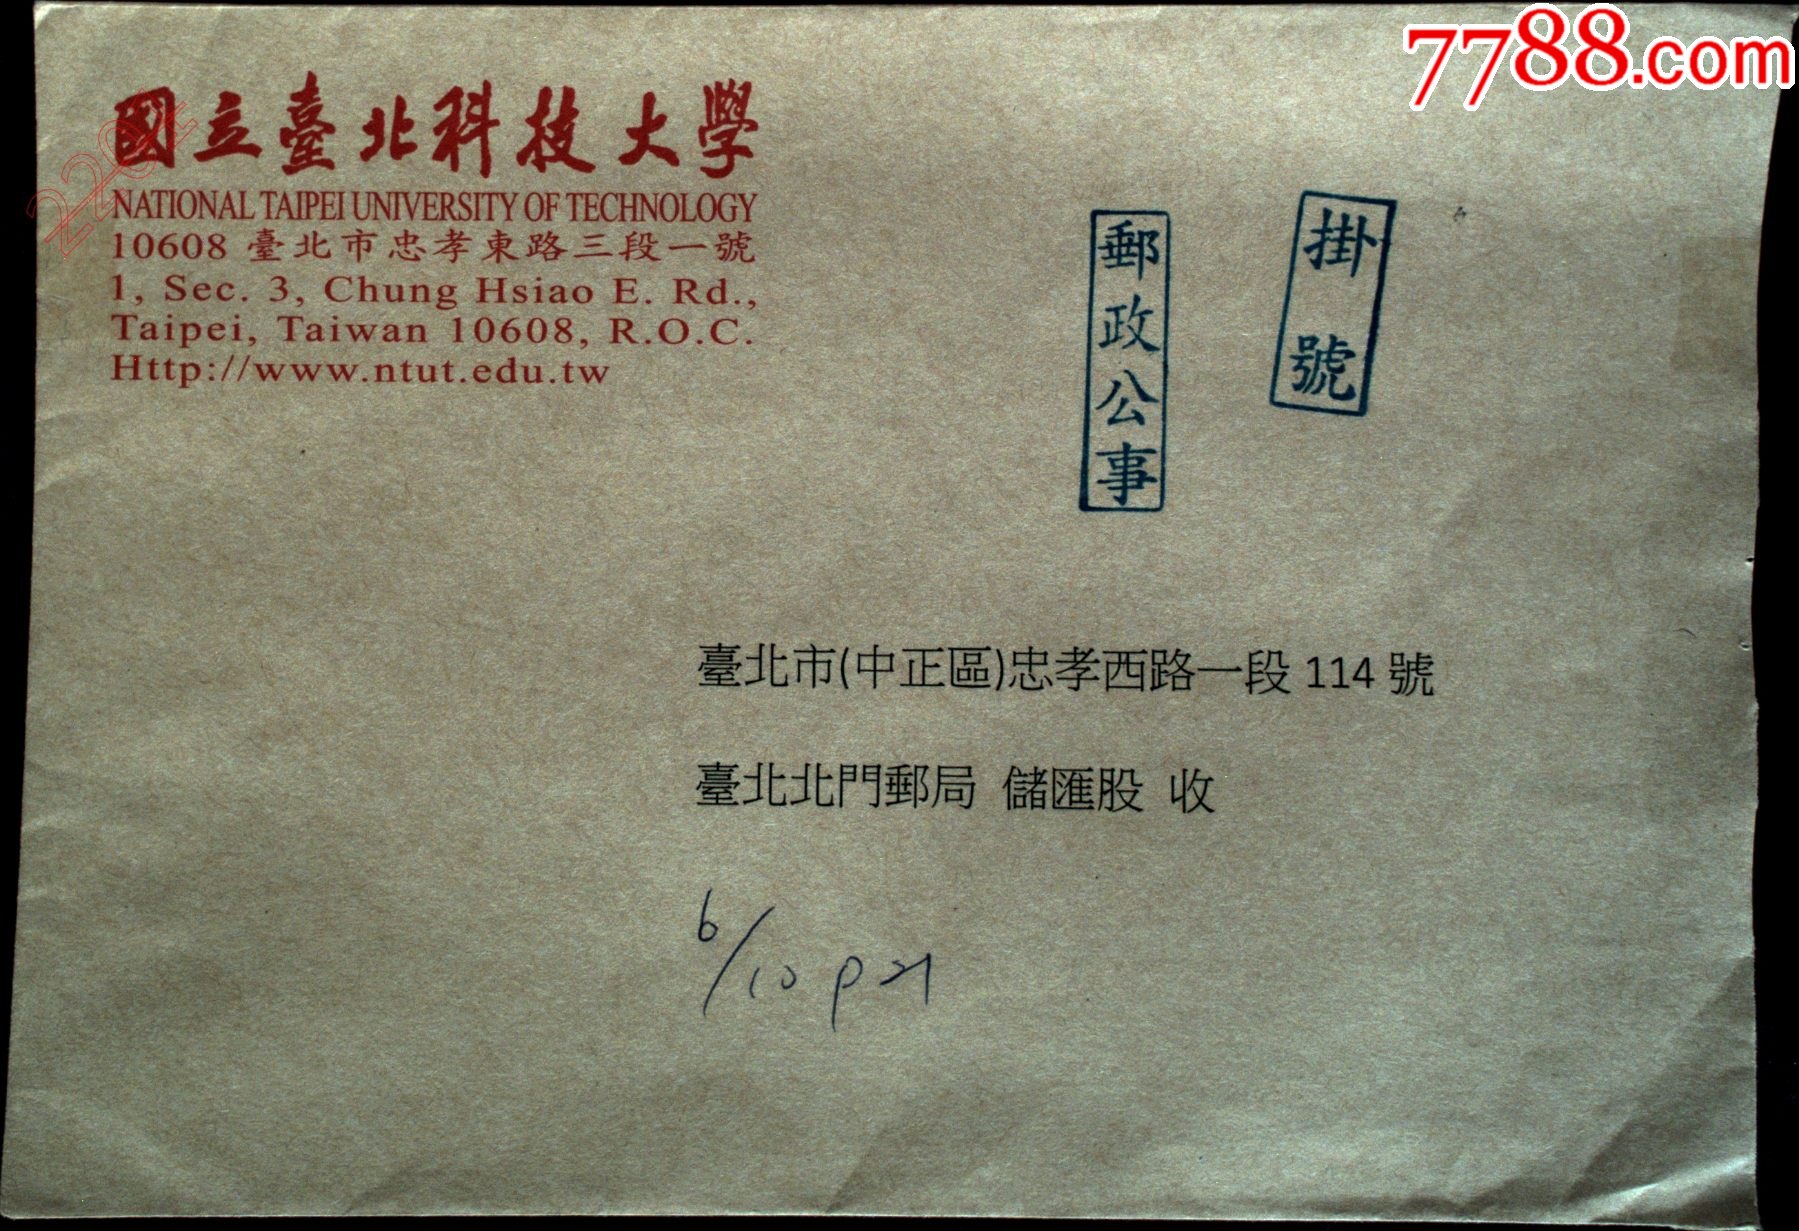 7788.com
國立臺北科技大學
NATIONAL TAIPEI UNIVERSITY OF TECHNOLOGY
10608 臺北市忠孝東路三段一號
1, Sec. 3, Chung Hsiao E. Rd.,
Taipei, Taiwan 10608, R.O.C.
Http://www.ntut.edu.tw
郵政公事
掛號
臺北市(中正區)忠孝西路一段 114 號
臺北北門郵局 儲匯股 收
6/10 P21